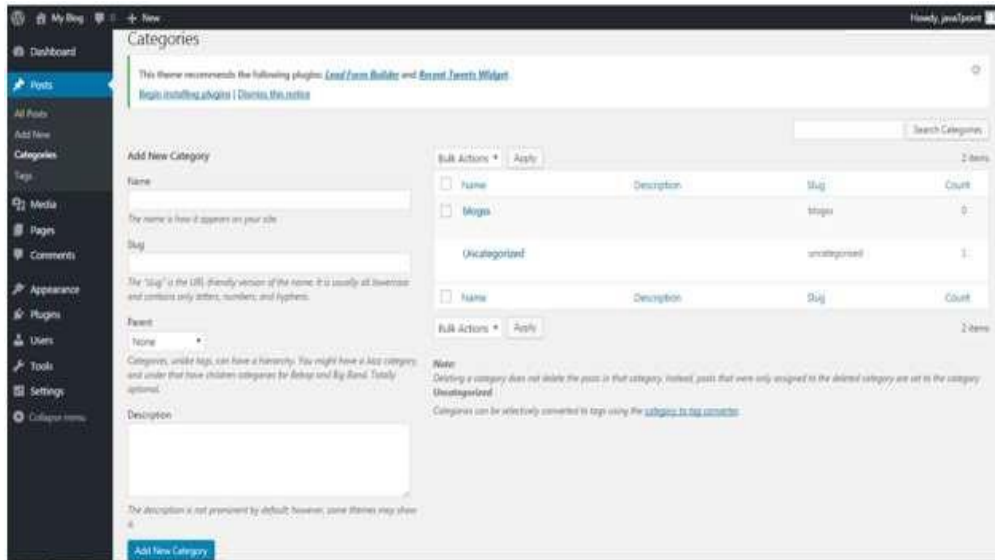 My Blog 0 + New
Howdy, javaTpoint
Dashboard
Posts
All Posts
Add New
Categories
Tags
Media
Pages
Comments
Appearance
Plugins
Users
Tools
Settings
Collapse menu
Categories
This theme recommends the following plugins: Lead Form Builder and Recent Tweets Widget.
Begin installing plugins | Dismiss this notice
Search Categories
Add New Category
Name
The name is how it appears on your site.
Slug
The "slug" is the URL-friendly version of the name. It is usually all lowercase
and contains only letters, numbers, and hyphens.
Parent
None
Categories, unlike tags, can have a hierarchy. You might have a Jazz category,
and under that have children categories for Bebop and Big Band. Totally
optional.
Description
The description is not prominent by default; however, some themes may show
it.
Add New Category
Bulk Actions Apply 2 items
Name Description Slug Count
blogss blogss 0
Uncategorized uncategorized 1
Name Description Slug Count
Bulk Actions Apply 2 items
Note:
Deleting a category does not delete the posts in that category. Instead, posts that were only assigned to the deleted category are set to the category
Uncategorized.
Categories can be selectively converted to tags using the category to tag converter.